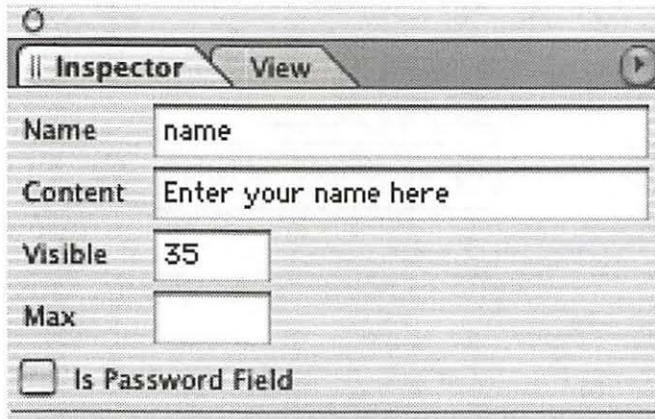 Inspector View
Name name
Content Enter your name here
Visible 35
Max
Is Password Field